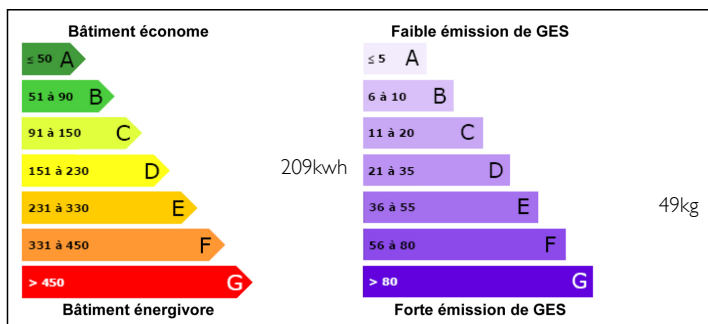 Bâtiment économe
≤ 50 A
51 à 90 B
91 à 150 C
151 à 230 D
209kwh
231 à 330 E
331 à 450 F
> 450 G
Bâtiment énergivore
Faible émission de GES
≤ 5 A
6 à 10 B
11 à 20 C
21 à 35 D
36 à 55 E
49kg
56 à 80 F
> 80 G
Forte émission de GES